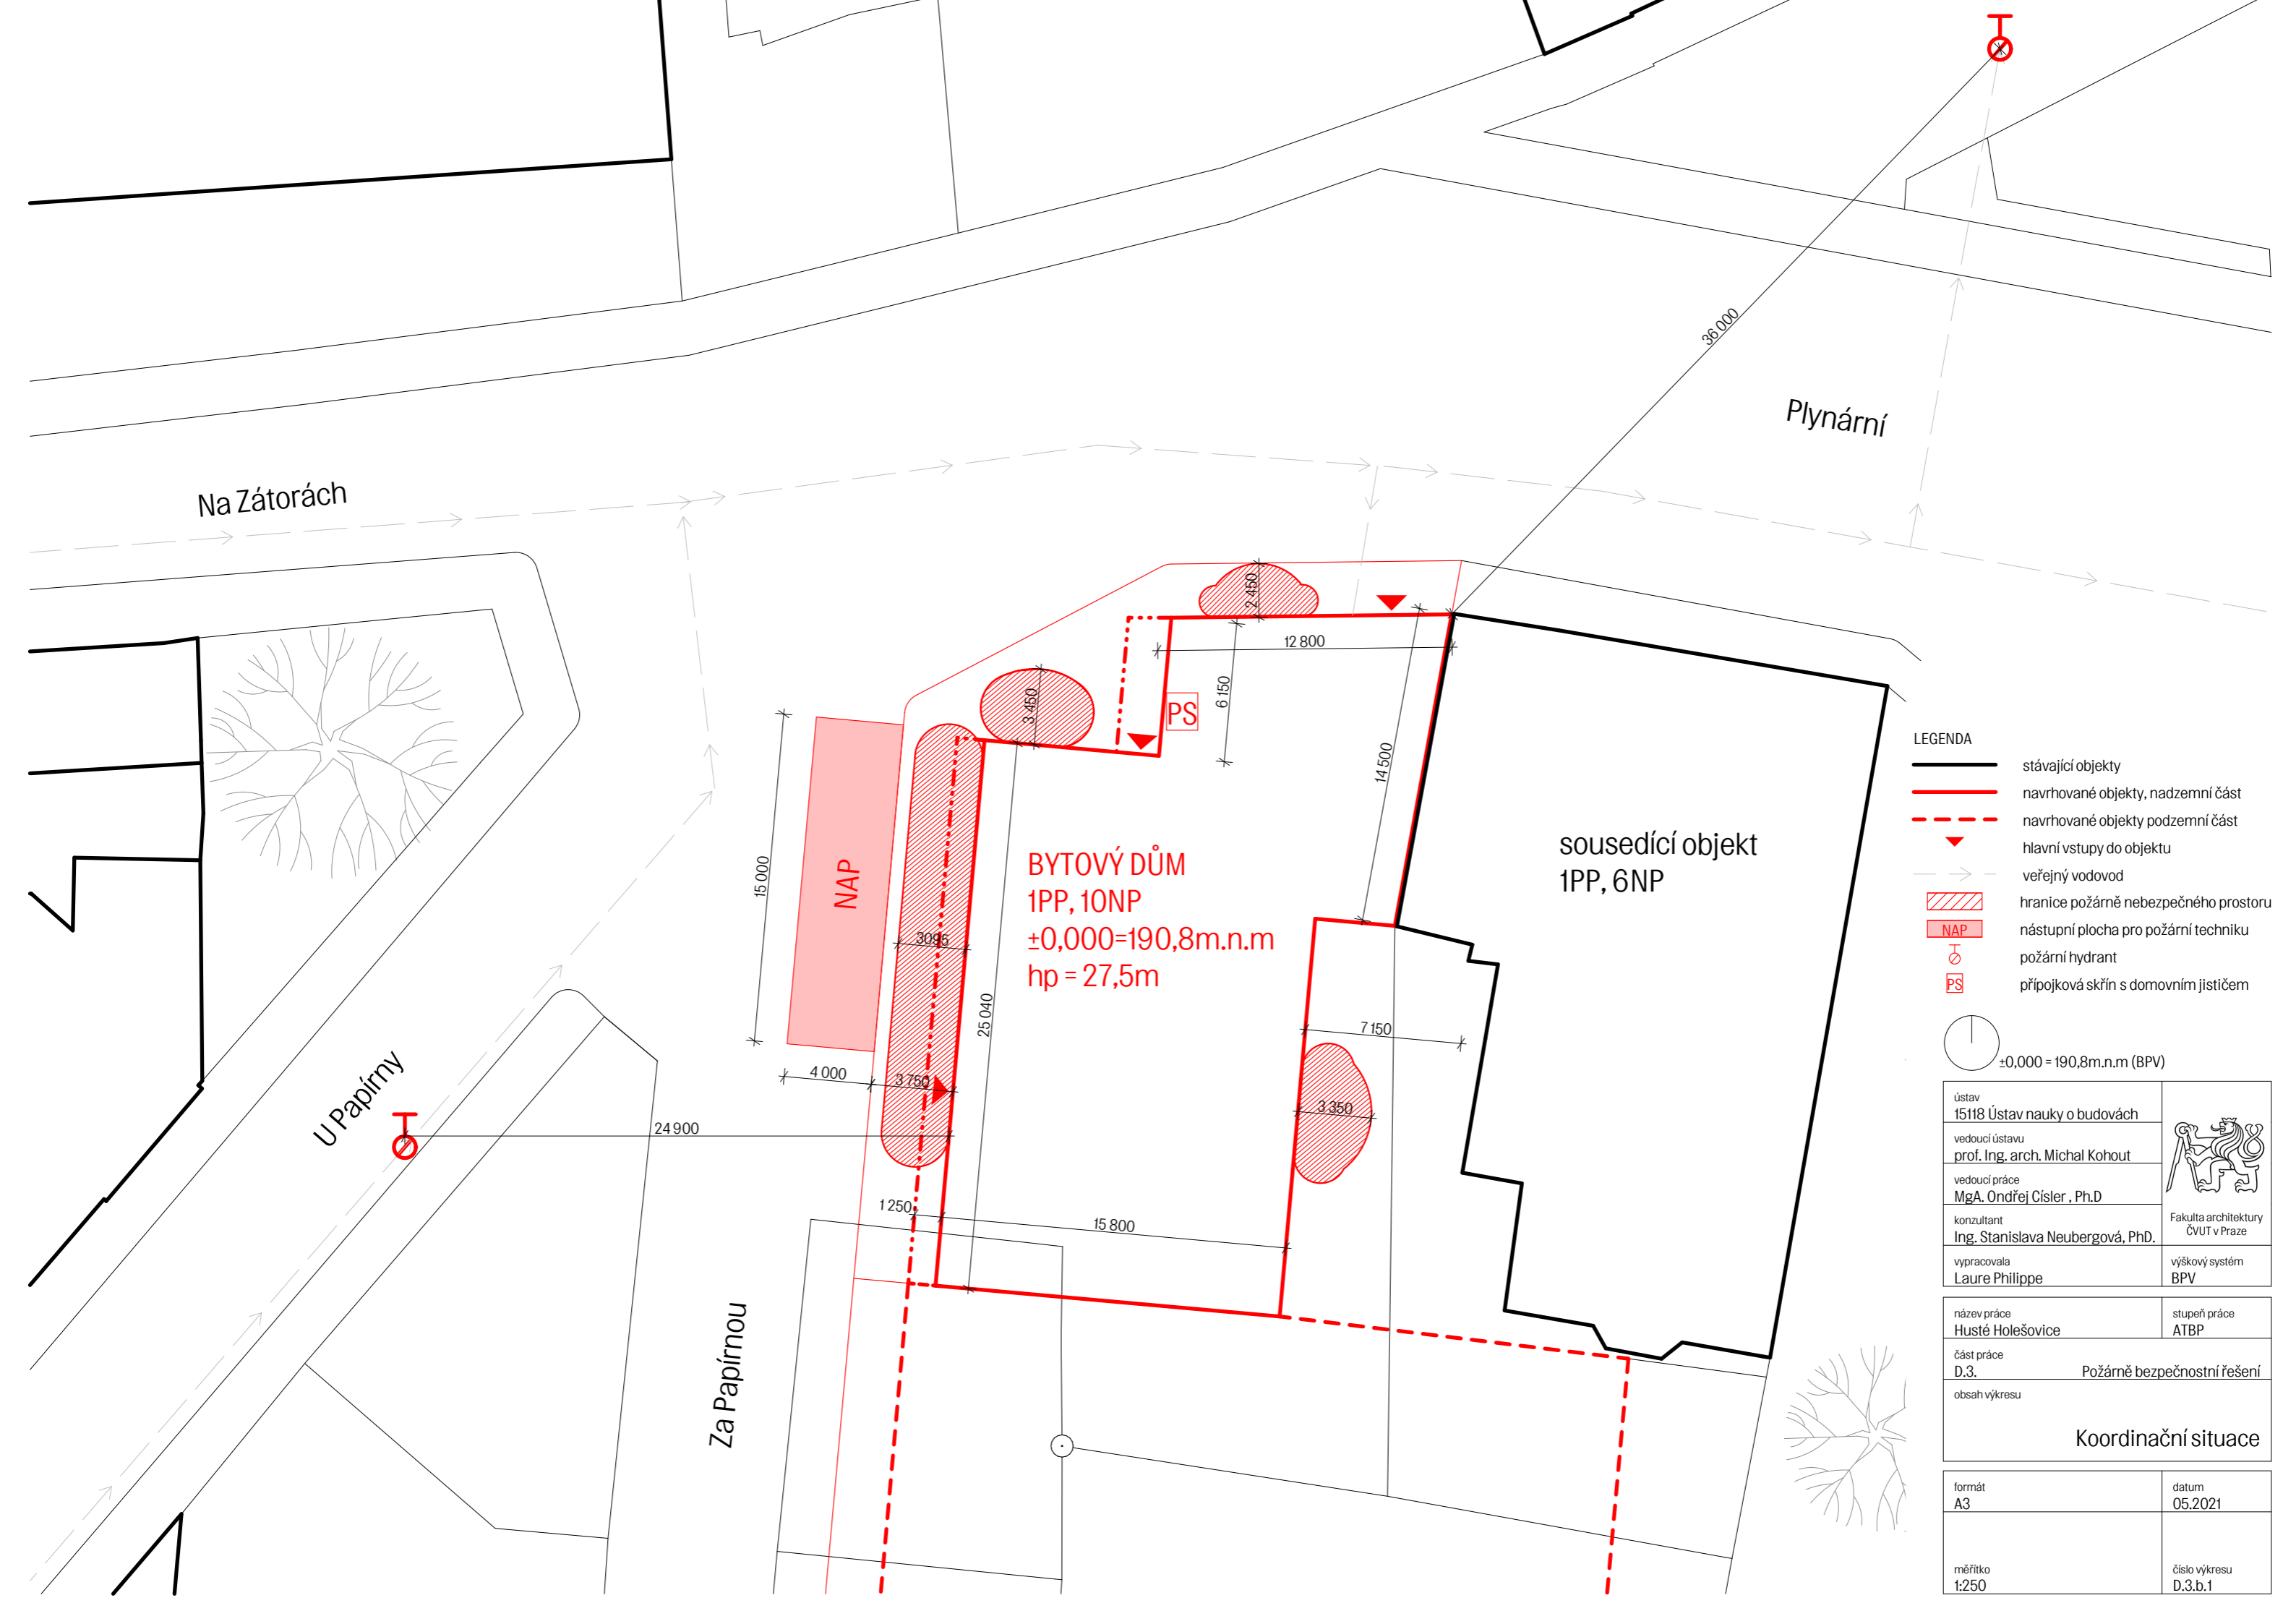 36 000
Plynární
Na Zátorách
2 450
12 800
6 150
3 450
PS
14 500
15 000
NAP
BYTOVÝ DŮM
1PP, 10NP
±0,000=190,8m.n.m
hp = 27,5m
sousedící objekt
1PP, 6NP
3095
25 040
7 150
4 000
3 750
3 350
U Papírny
24 900
1 250
15 800
Za Papírnou
LEGENDA
stávající objekty
navrhované objekty, nadzemní část
navrhované objekty podzemní část
hlavní vstupy do objektu
veřejný vodovod
hranice požárně nebezpečného prostoru
NAP
nástupní plocha pro požární techniku
požární hydrant
PS
přípojková skřín s domovním jističem
±0,000 = 190,8m.n.m (BPV)
ústav
15118 Ústav nauky o budovách
vedoucí ústavu
prof. Ing. arch. Michal Kohout
vedoucí práce
MgA. Ondřej Císler , Ph.D
konzultant
Ing. Stanislava Neubergová, PhD.
Fakulta architektury
ČVUT v Praze
vypracovala
Laure Philippe
výškový systém
BPV
název práce
Husté Holešovice
stupeň práce
ATBP
část práce
D.3. Požárně bezpečnostní řešení
obsah výkresu
Koordinační situace
formát
A3
datum
05.2021
měřítko
1:250
číslo výkresu
D.3.b.1